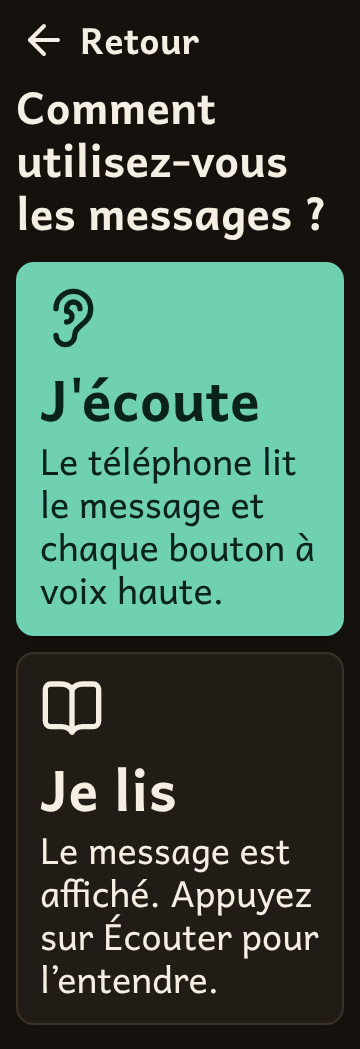 Retour
Comment
utilisez-vous
les messages ?
J'écoute
Le téléphone lit
le message et
chaque bouton à
voix haute.
Je lis
Le message est
affiché. Appuyez
sur Écouter pour
l’entendre.